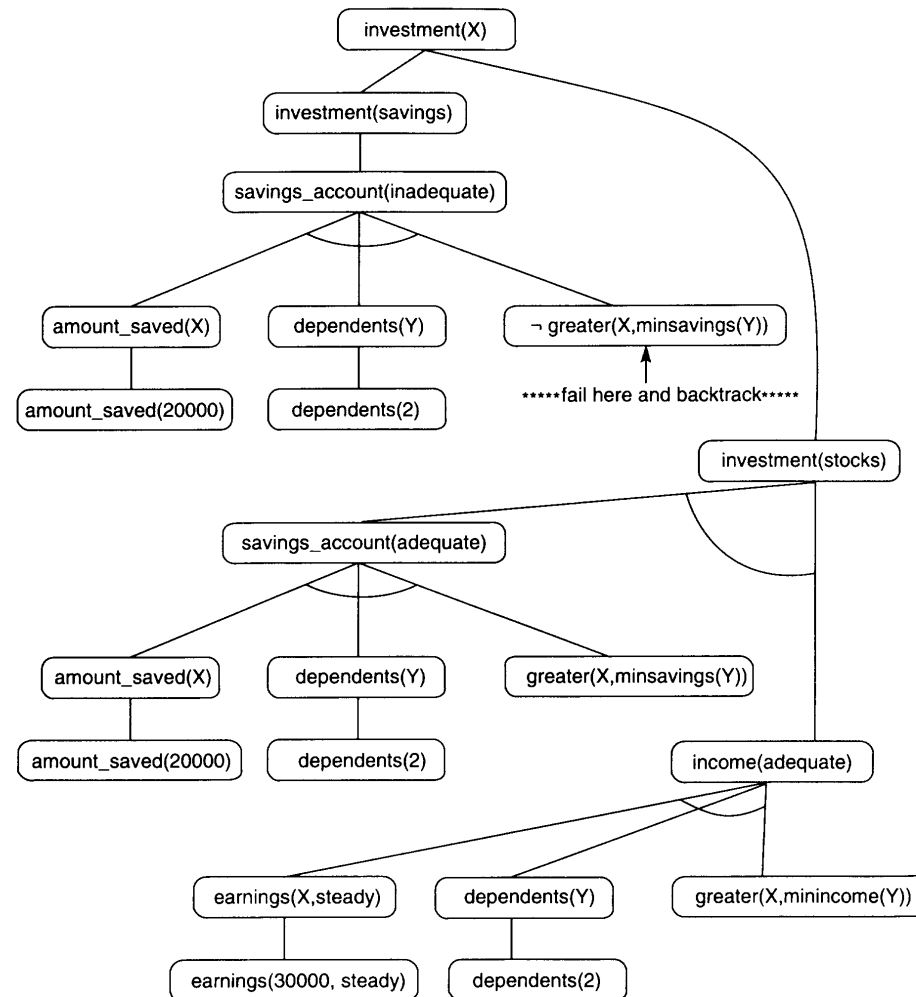 investment(X)
investment(savings)
savings_account(inadequate)
amount_saved(X)
dependents(Y)
¬ greater(X,minsavings(Y))
amount_saved(20000)
dependents(2)
*****fail here and backtrack*****
investment(stocks)
savings_account(adequate)
amount_saved(X)
dependents(Y)
greater(X,minsavings(Y))
amount_saved(20000)
dependents(2)
income(adequate)
earnings(X,steady)
dependents(Y)
greater(X,minincome(Y))
earnings(30000, steady)
dependents(2)